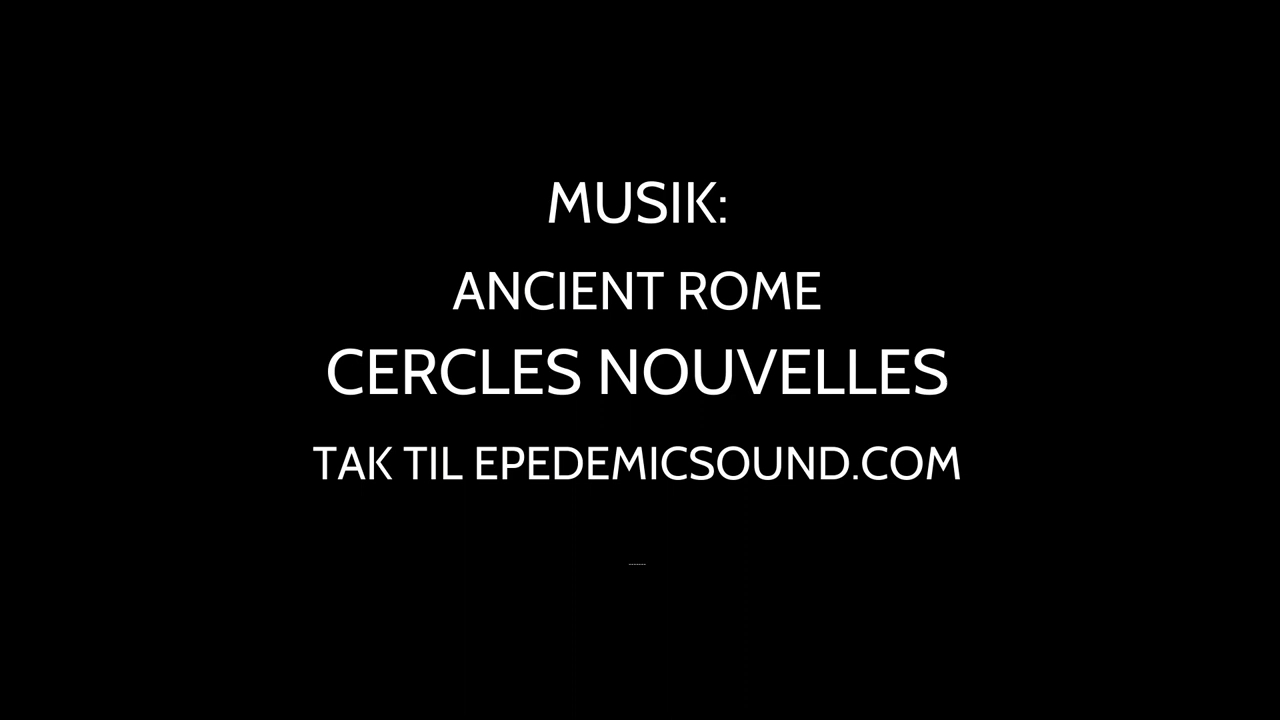 MUSIK:
ANCIENT ROME
CERCLES NOUVELLES
TAK TIL EPEDEMICSOUND.COM